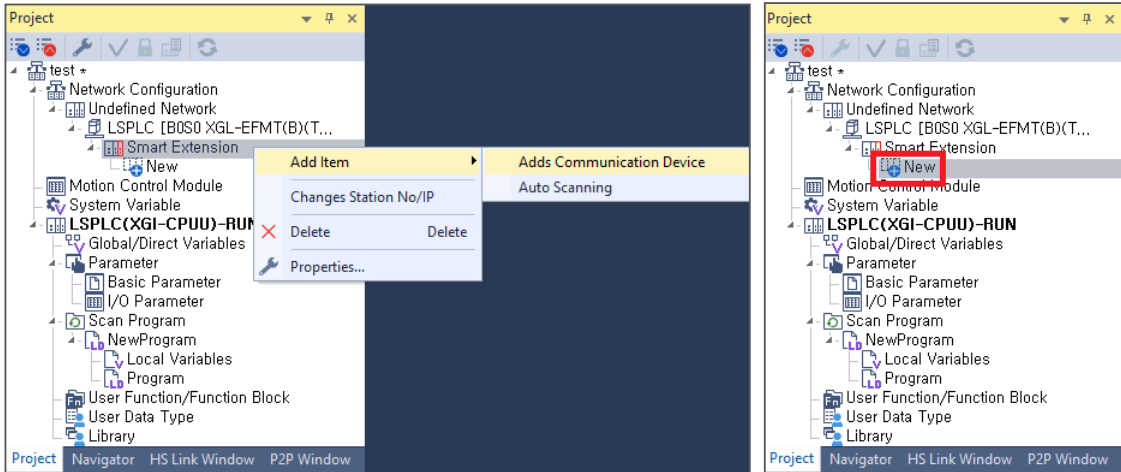 Project
test *
Network Configuration
Undefined Network
LSPLC [B0S0 XGL-EFMT(B)(T...
Smart Extension
New
Motion Control Module
System Variable
LSPLC(XGI-CPUU)-RUN
Global/Direct Variables
Parameter
Basic Parameter
I/O Parameter
Scan Program
NewProgram
Local Variables
Program
User Function/Function Block
User Data Type
Library
Project Navigator HS Link Window P2P Window
Add Item
Changes Station No/IP
Delete Delete
Properties...
Adds Communication Device
Auto Scanning
Project
test *
Network Configuration
Undefined Network
LSPLC [B0S0 XGL-EFMT(B)(T...
Smart Extension
New
Motion Control Module
System Variable
LSPLC(XGI-CPUU)-RUN
Global/Direct Variables
Parameter
Basic Parameter
I/O Parameter
Scan Program
NewProgram
Local Variables
Program
User Function/Function Block
User Data Type
Library
Project Navigator HS Link Window P2P Window